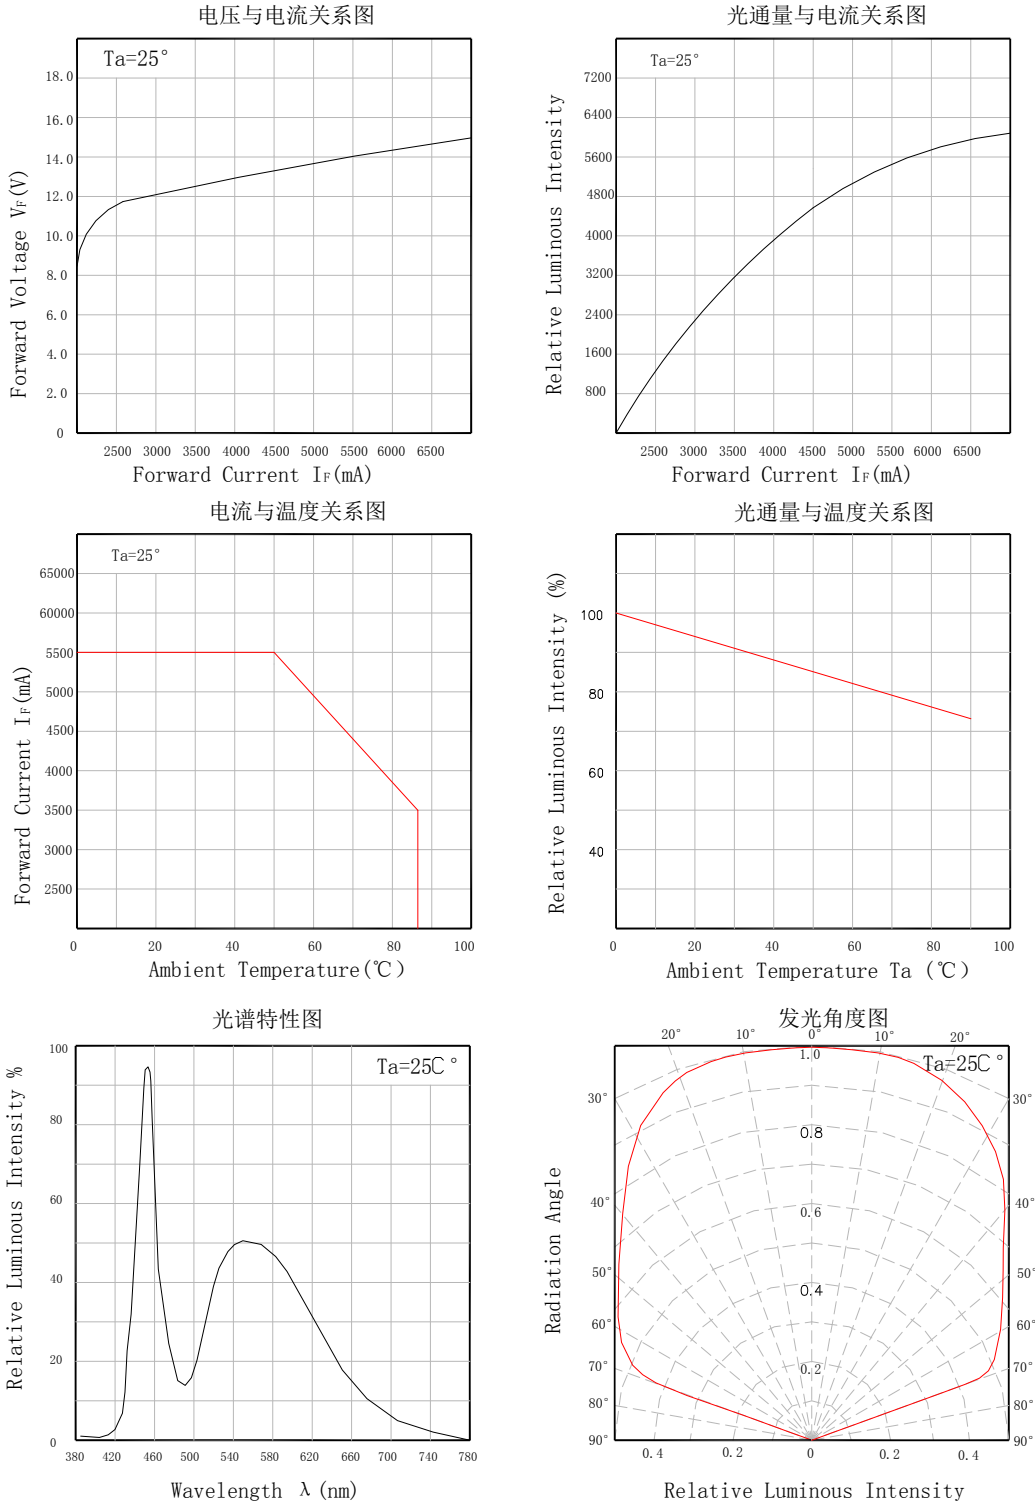 电压与电流关系图
Ta=25°
18.0
16.0
14.0
12.0
10.0
8.0
6.0
4.0
2.0
0
Forward Voltage VF(V)
2500 3000 3500 4000 4500 5000 5500 6000 6500
Forward Current IF(mA)
光通量与电流关系图
Ta=25°
7200
6400
5600
4800
4000
3200
2400
1600
800
Relative Luminous Intensity
2500 3000 3500 4000 4500 5000 5500 6000 6500
Forward Current IF(mA)
电流与温度关系图
Ta=25°
65000
60000
5500
5000
4500
4000
3500
3000
2500
Forward Current IF(mA)
0 20 40 60 80 100
Ambient Temperature(℃)
光通量与温度关系图
100
80
60
40
Relative Luminous Intensity (%)
0 20 40 60 80 100
Ambient Temperature Ta (℃)
光谱特性图
Ta=25C°
100
80
60
40
20
0
Relative Luminous Intensity %
380 420 460 500 540 580 620 660 700 740 780
Wavelength λ (nm)
发光角度图
20° 10° 0° 10° 20°
Ta=25C°
1.0
30° 30°
0.8
40° 0.6 40°
50° 50°
0.4
60° 60°
70° 0.2 70°
80° 80°
90° 90°
Radiation Angle
0.4 0.2 0 0.2 0.4
Relative Luminous Intensity